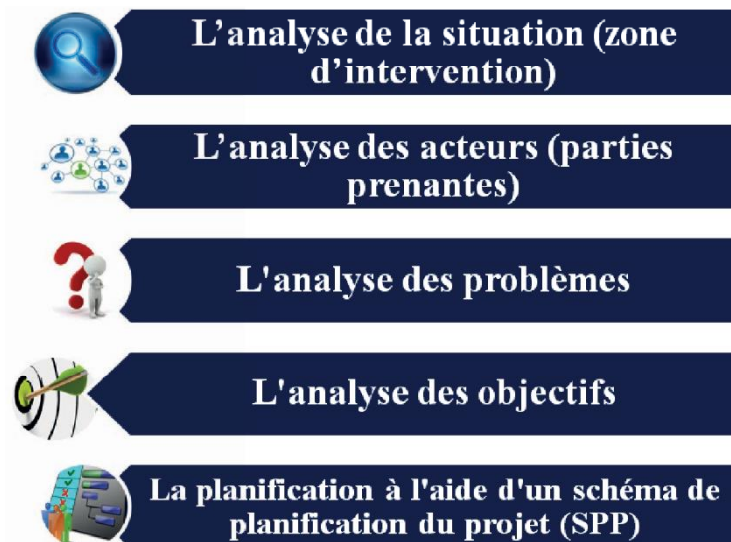 L’analyse de la situation (zone
d’intervention)
L’analyse des acteurs (parties
prenantes)
L'analyse des problèmes
L'analyse des objectifs
La planification à l'aide d'un schéma de
planification du projet (SPP)